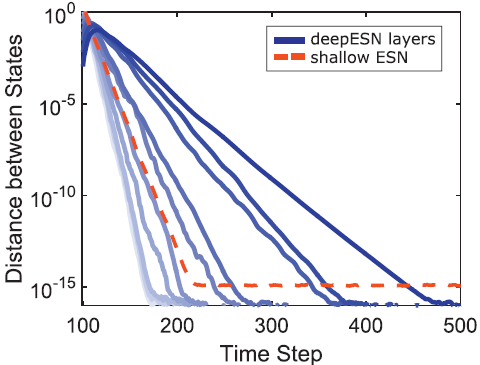 10^0
10^-5
10^-10
10^-15
Distance between States
deepESN layers
shallow ESN
100 200 300 400 500
Time Step